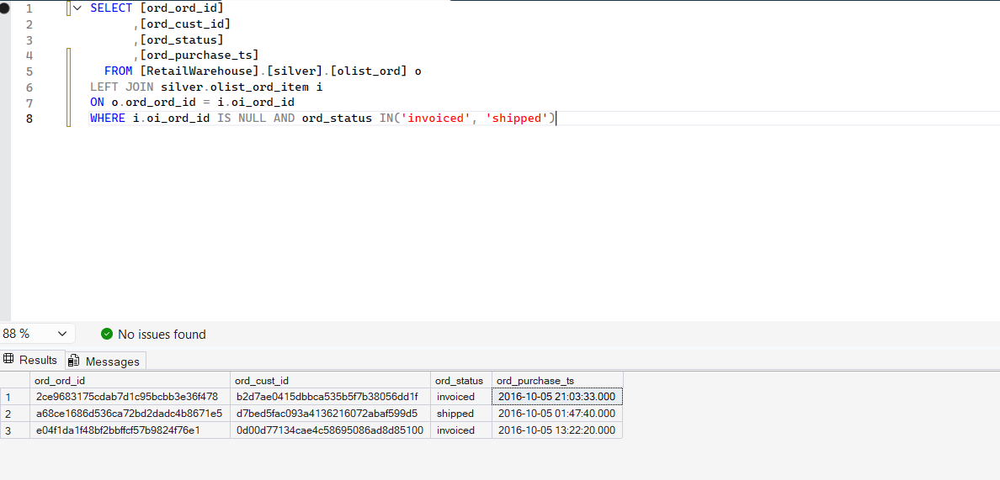 1 SELECT [ord_ord_id]
2 ,[ord_cust_id]
3 ,[ord_status]
4 ,[ord_purchase_ts]
5 FROM [RetailWarehouse].[silver].[olist_ord] o
6 LEFT JOIN silver.olist_ord_item i
7 ON o.ord_ord_id = i.oi_ord_id
8 WHERE i.oi_ord_id IS NULL AND ord_status IN('invoiced', 'shipped')
88 % No issues found
Results Messages
ord_ord_id ord_cust_id ord_status ord_purchase_ts
1 2ce9683175cdab7d1c95bcbb3e36f478 b2d7ae0415dbbca535b5f7b38056dd1f invoiced 2016-10-05 21:03:33.000
2 a68ce1686d536ca72bd2dadc4b8671e5 d7bed5fac093a4136216072abaf599d5 shipped 2016-10-05 01:47:40.000
3 e04f1da1f48bf2bbffcf57b9824f76e1 0d00d77134cae4c58695086ad8d85100 invoiced 2016-10-05 13:22:20.000